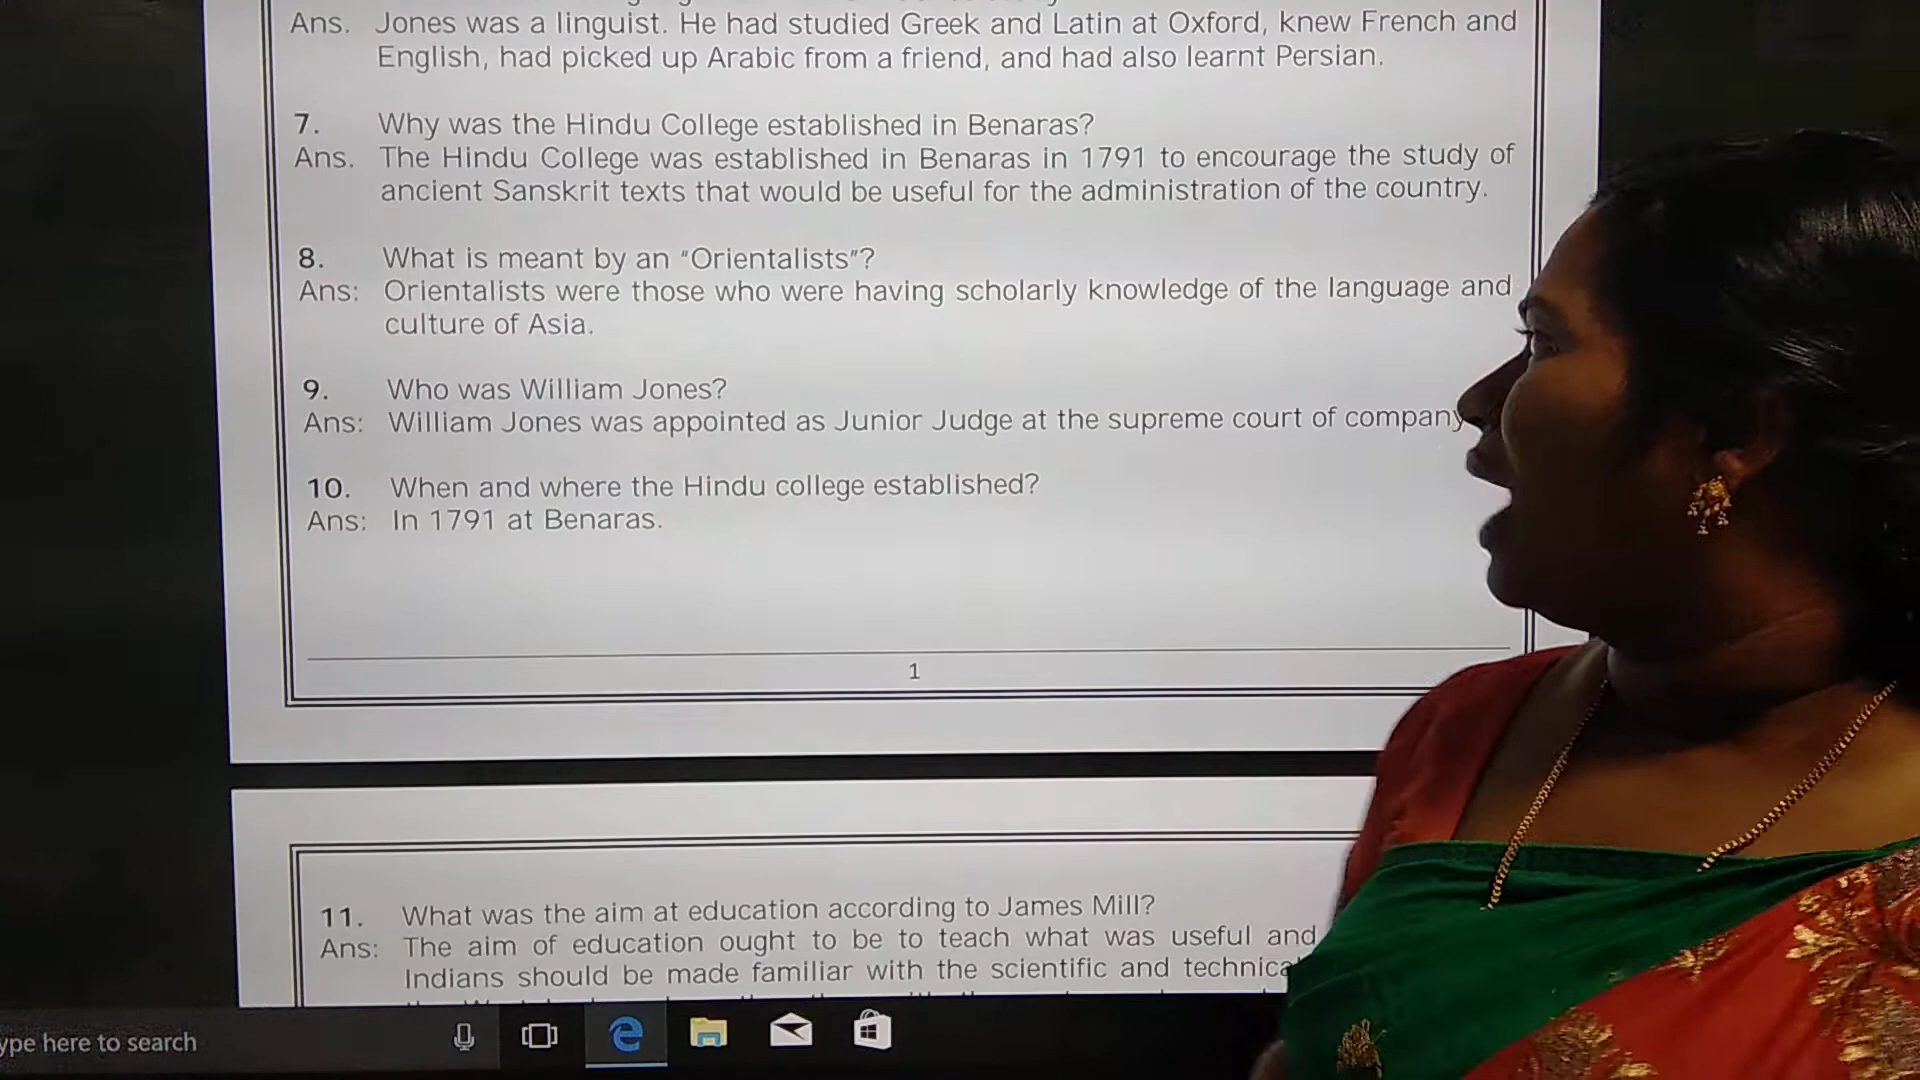 Ans. Jones was a linguist. He had studied Greek and Latin at Oxford, knew French and
English, had picked up Arabic from a friend, and had also learnt Persian.
7. Why was the Hindu College established in Benaras?
Ans. The Hindu College was established in Benaras in 1791 to encourage the study of
ancient Sanskrit texts that would be useful for the administration of the country.
8. What is meant by an “Orientalists”?
Ans: Orientalists were those who were having scholarly knowledge of the language and
culture of Asia.
9. Who was William Jones?
Ans: William Jones was appointed as Junior Judge at the supreme court of company
10. When and where the Hindu college established?
Ans: In 1791 at Benaras.
1
11. What was the aim at education according to James Mill?
Ans: The aim of education ought to be to teach what was useful and
Indians should be made familiar with the scientific and technica
ype here to search